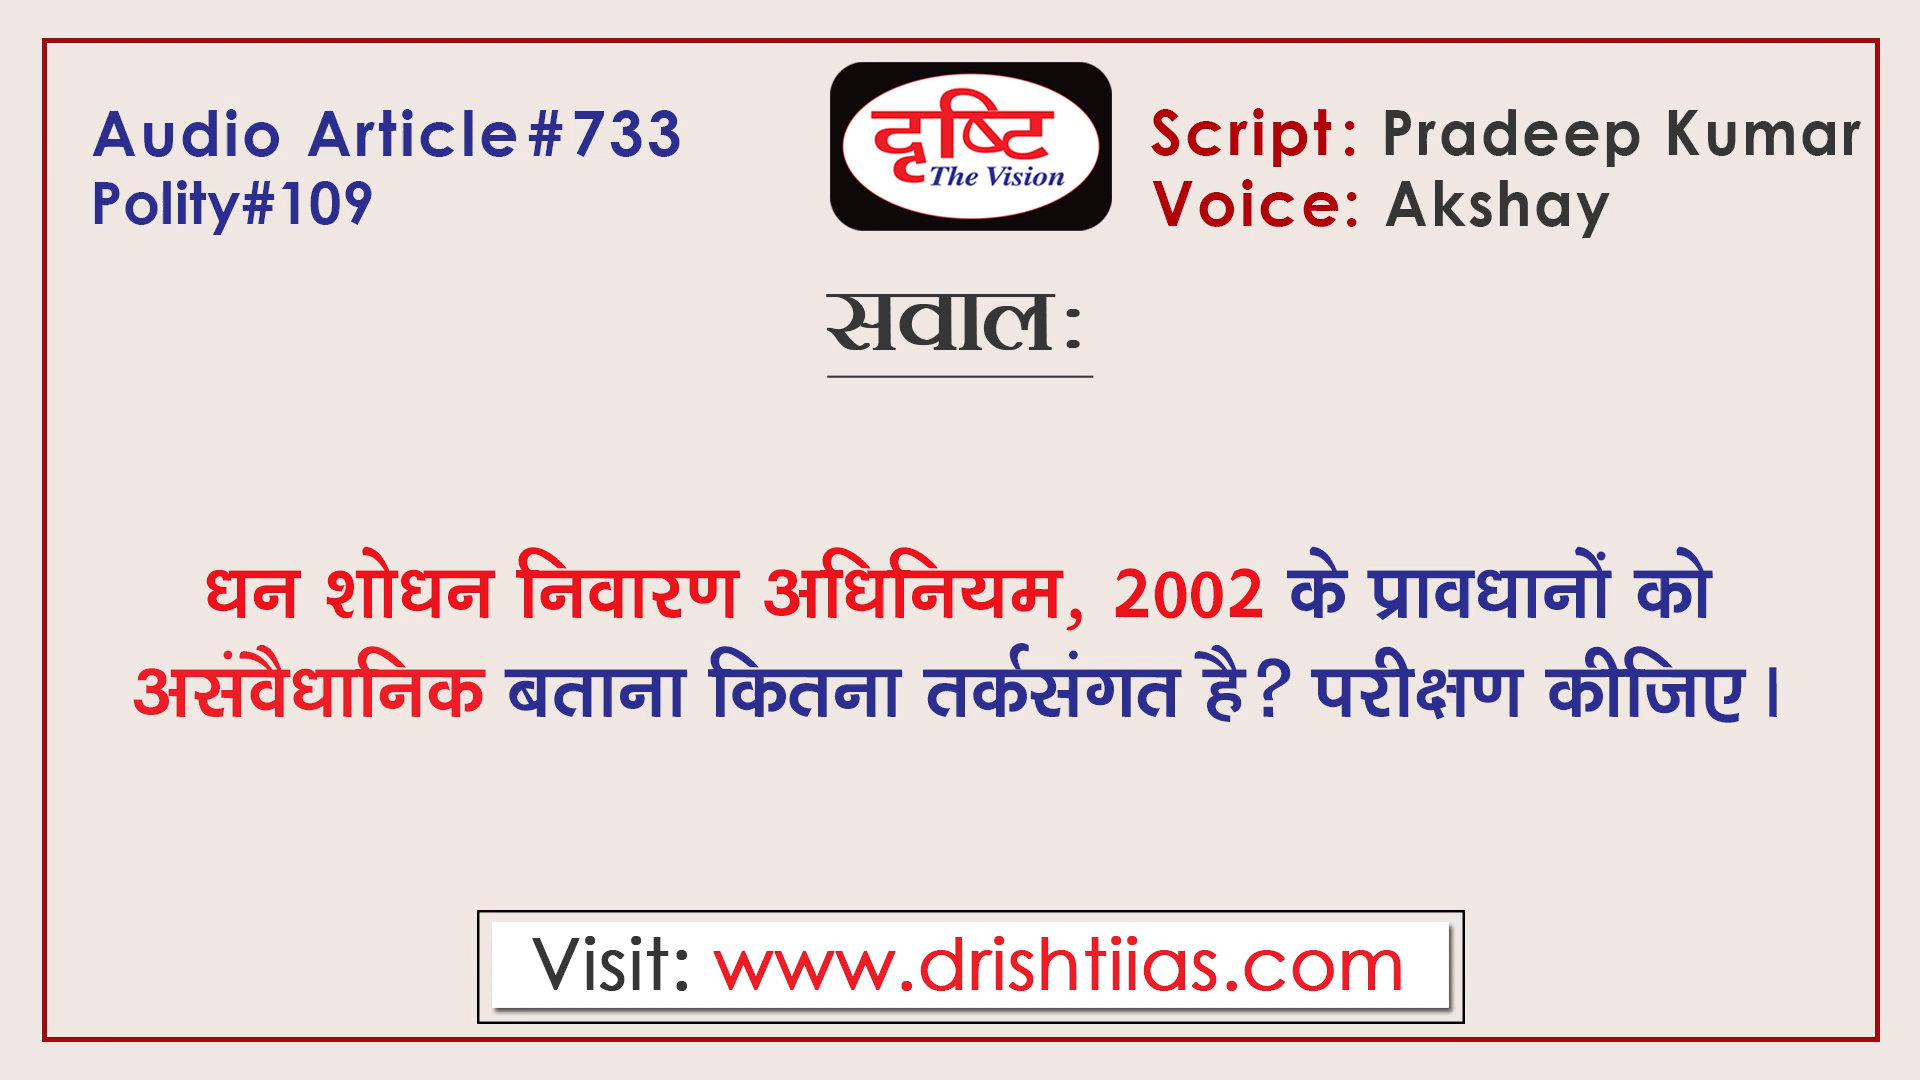 Audio Article#733
Polity#109
दृष्टि
The Vision
Script: Pradeep Kumar
Voice: Akshay
सवाल:
धन शोधन निवारण अधिनियम, 2002 के प्रावधानों को
असंवैधानिक बताना कितना तर्कसंगत है? परीक्षण कीजिए।
Visit: www.drishtiias.com